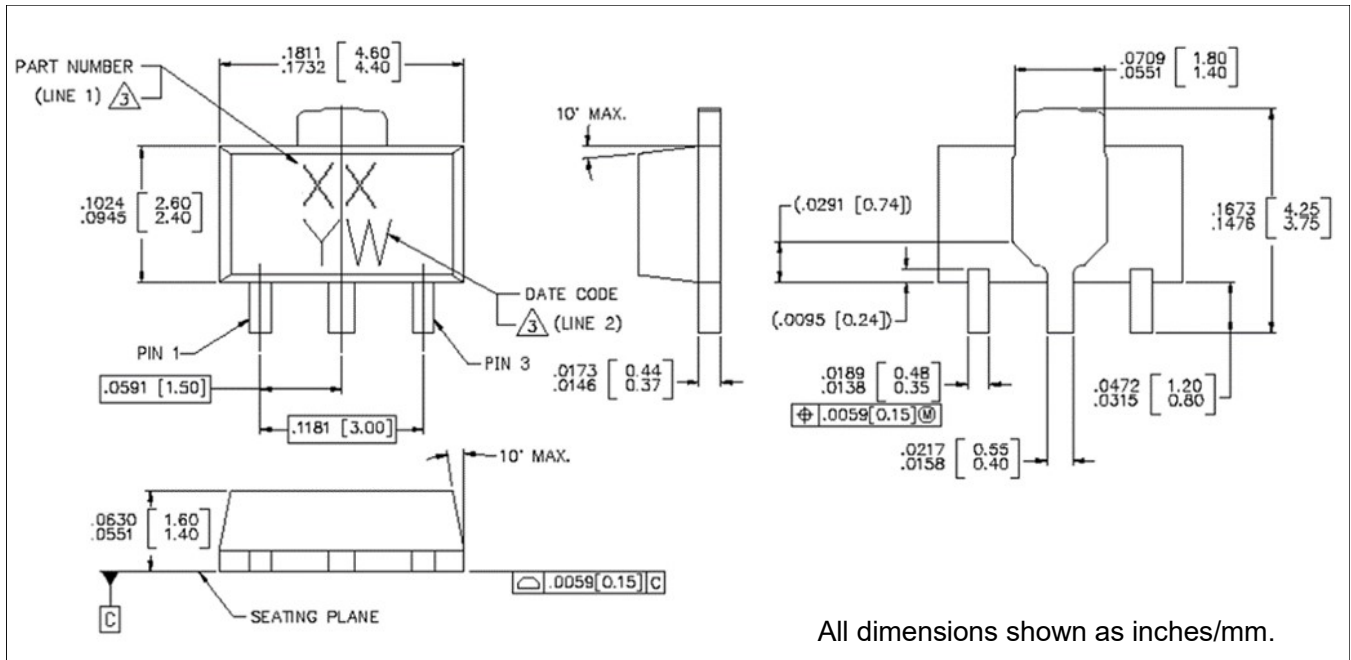 PART NUMBER
(LINE 1) 3
.1811 [ 4.60 ]
.1732 [ 4.40 ]
XX
YW
.1024 [ 2.60 ]
.0945 [ 2.40 ]
DATE CODE
3 (LINE 2)
PIN 1
PIN 3
.0591 [1.50]
.1181 [3.00]
10° MAX.
.0173 [ 0.44 ]
.0146 [ 0.37 ]
.0709 [ 1.80 ]
.0551 [ 1.40 ]
(.0291 [0.74])
(.0095 [0.24])
.1673 [ 4.25 ]
.1476 [ 3.75 ]
.0189 [ 0.48 ]
.0138 [ 0.35 ]
⌖ .0059[0.15]Ⓜ
.0472 [ 1.20 ]
.0315 [ 0.80 ]
.0217 [ 0.55 ]
.0158 [ 0.40 ]
10° MAX.
.0630 [ 1.60 ]
.0551 [ 1.40 ]
⌓ .0059[0.15] C
C
SEATING PLANE
All dimensions shown as inches/mm.